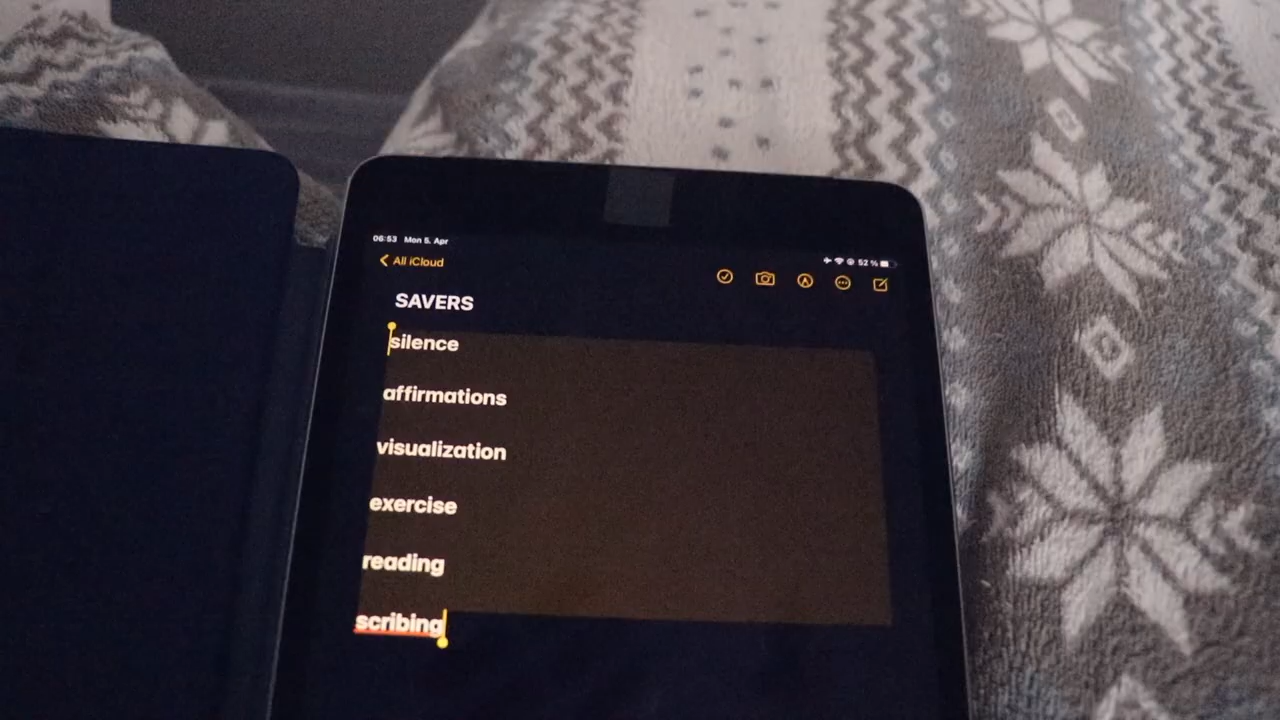 06:53 Mon 5. Apr
52 %
All iCloud
SAVERS
silence
affirmations
visualization
exercise
reading
scribing